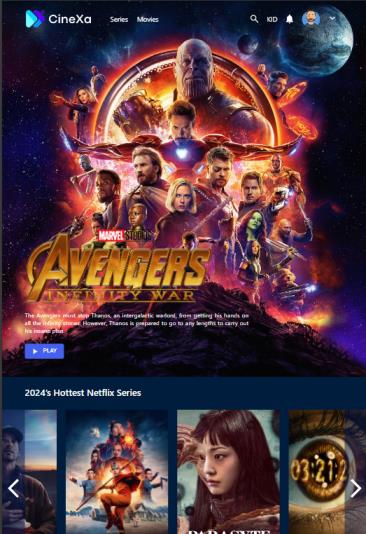 CineXa
Series Movies
KID
MARVEL STUDIOS
AVENGERS
INFINITY WAR
The Avengers must stop Thanos, an intergalactic warlord, from getting his hands on
all the infinity stones. However, Thanos is prepared to go to any lengths to carry out
his insane plan.
PLAY
2024's Hottest Netflix Series
03:21:2
PARASYTE